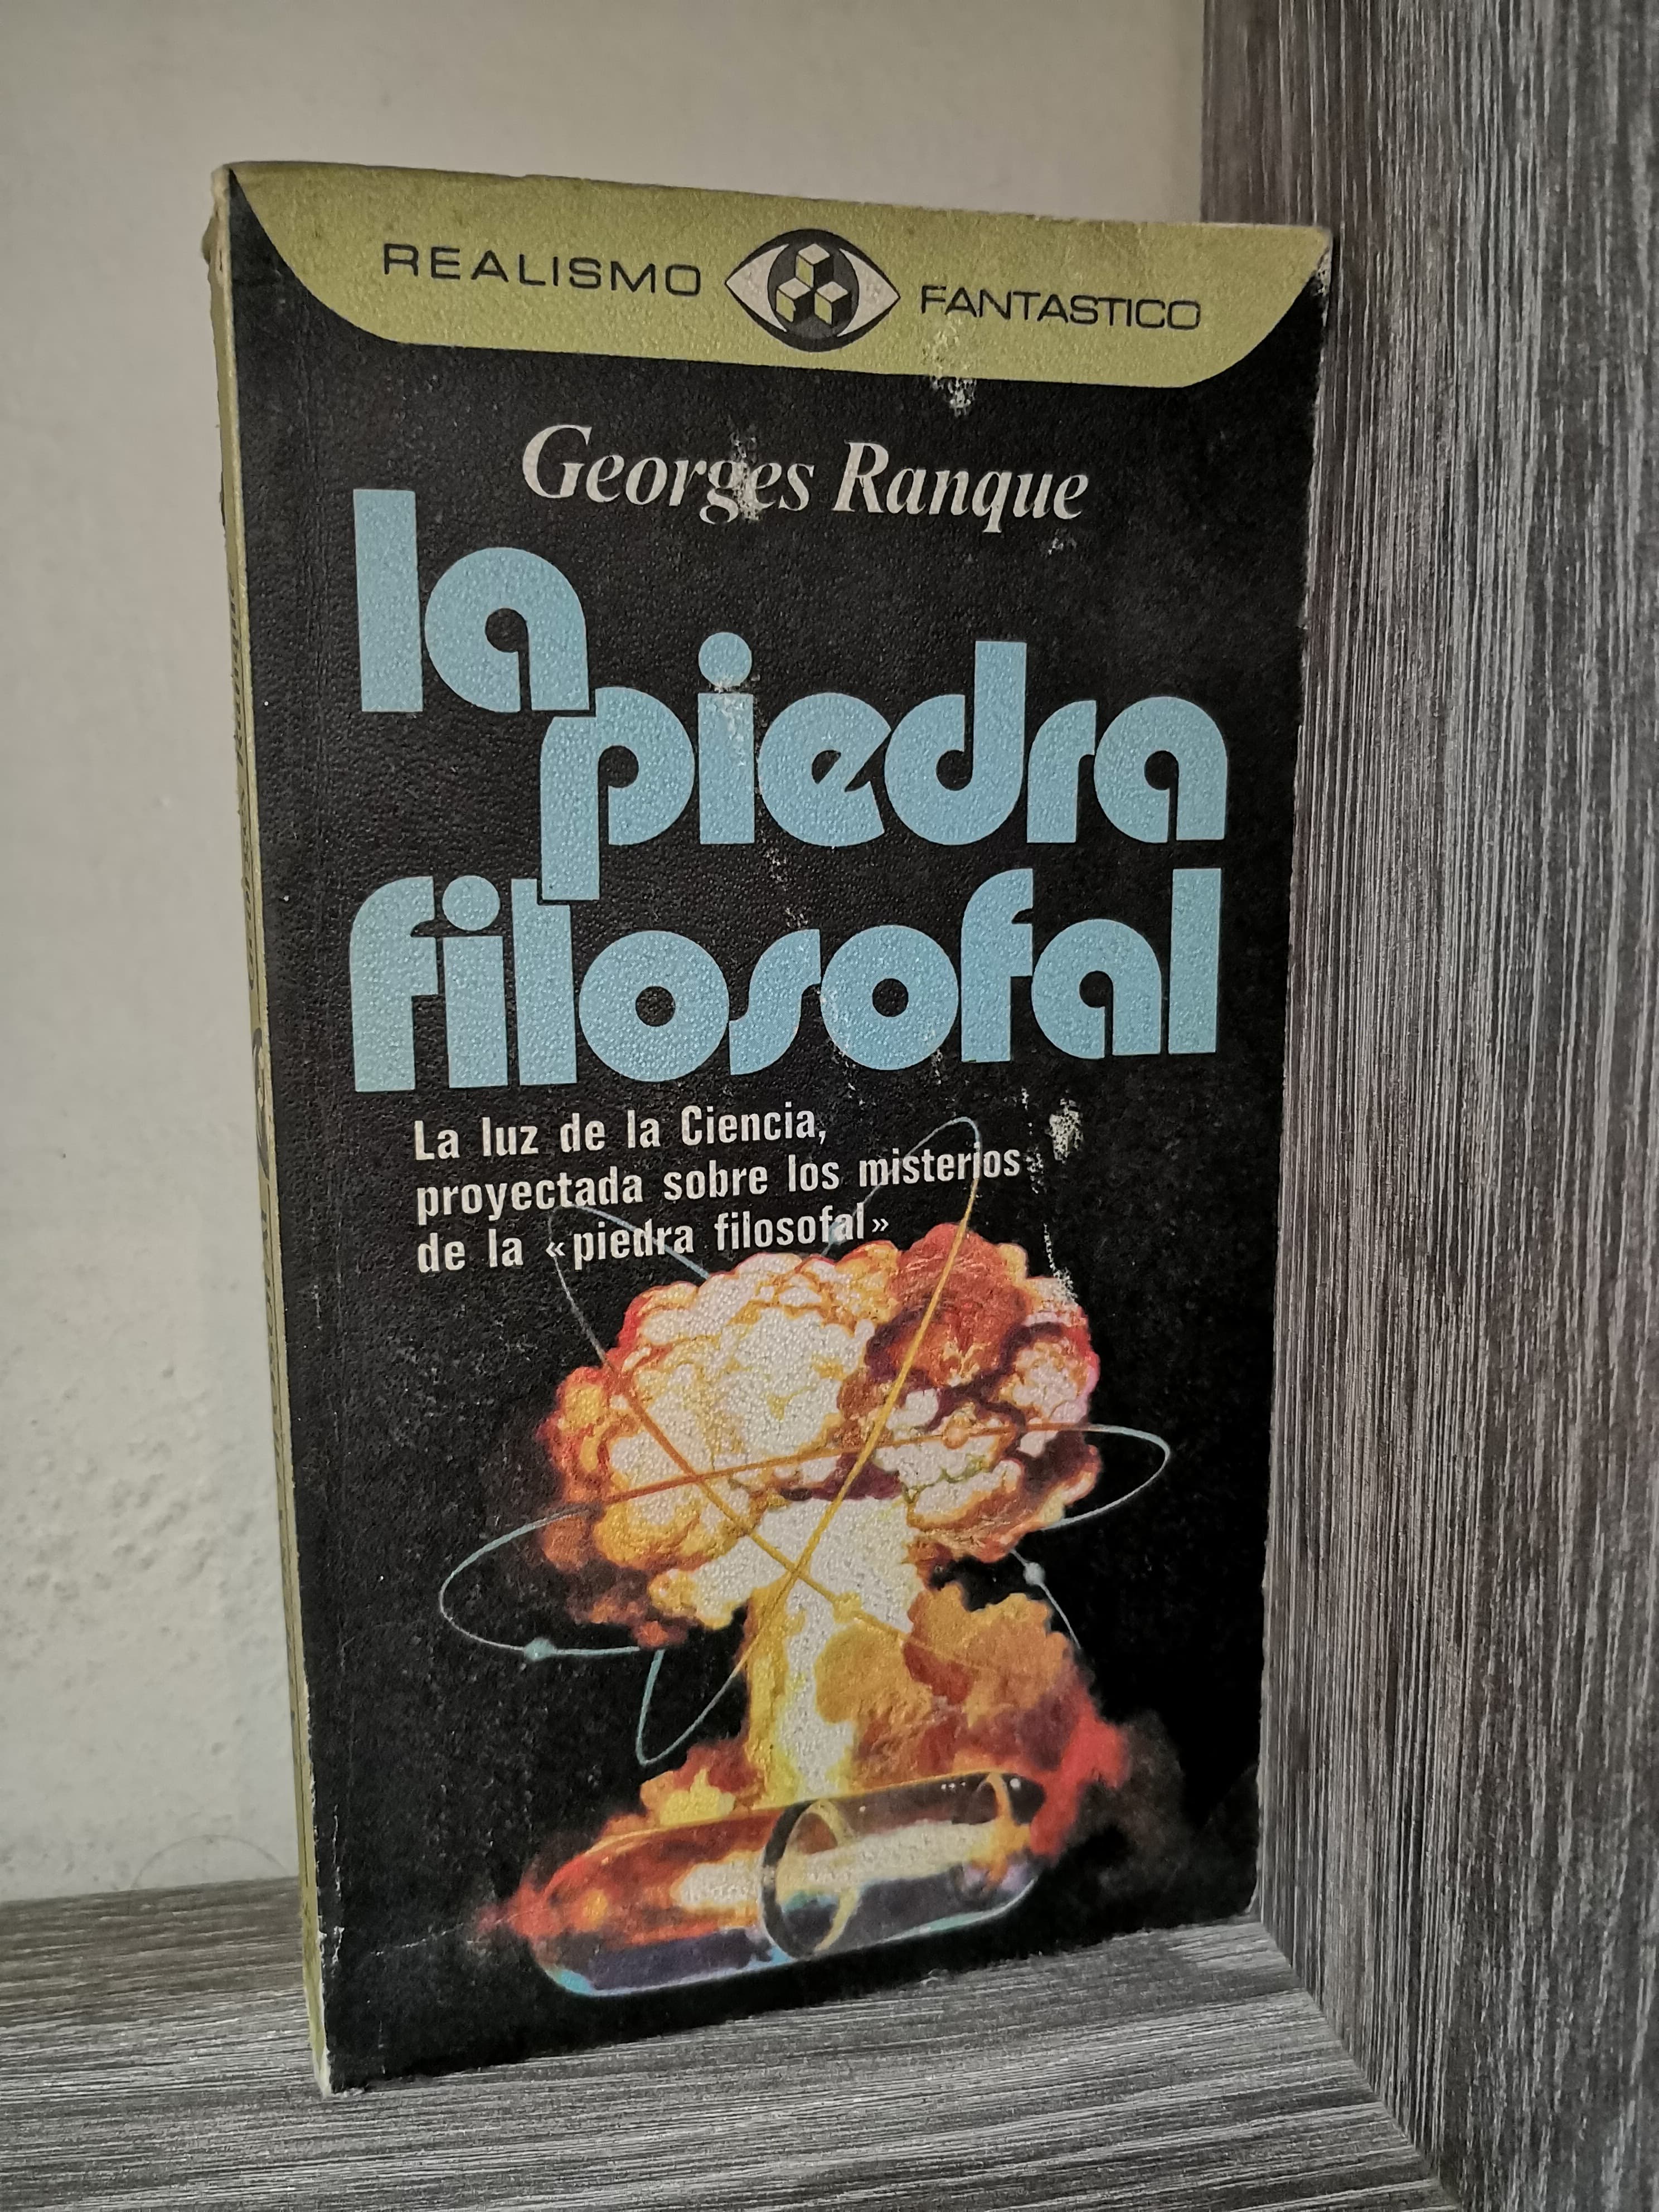 REALISMO FANTASTICO
Georges Ranque
la
piedra
filosofal
La luz de la Ciencia,
proyectada sobre los misterios
de la «piedra filosofal»